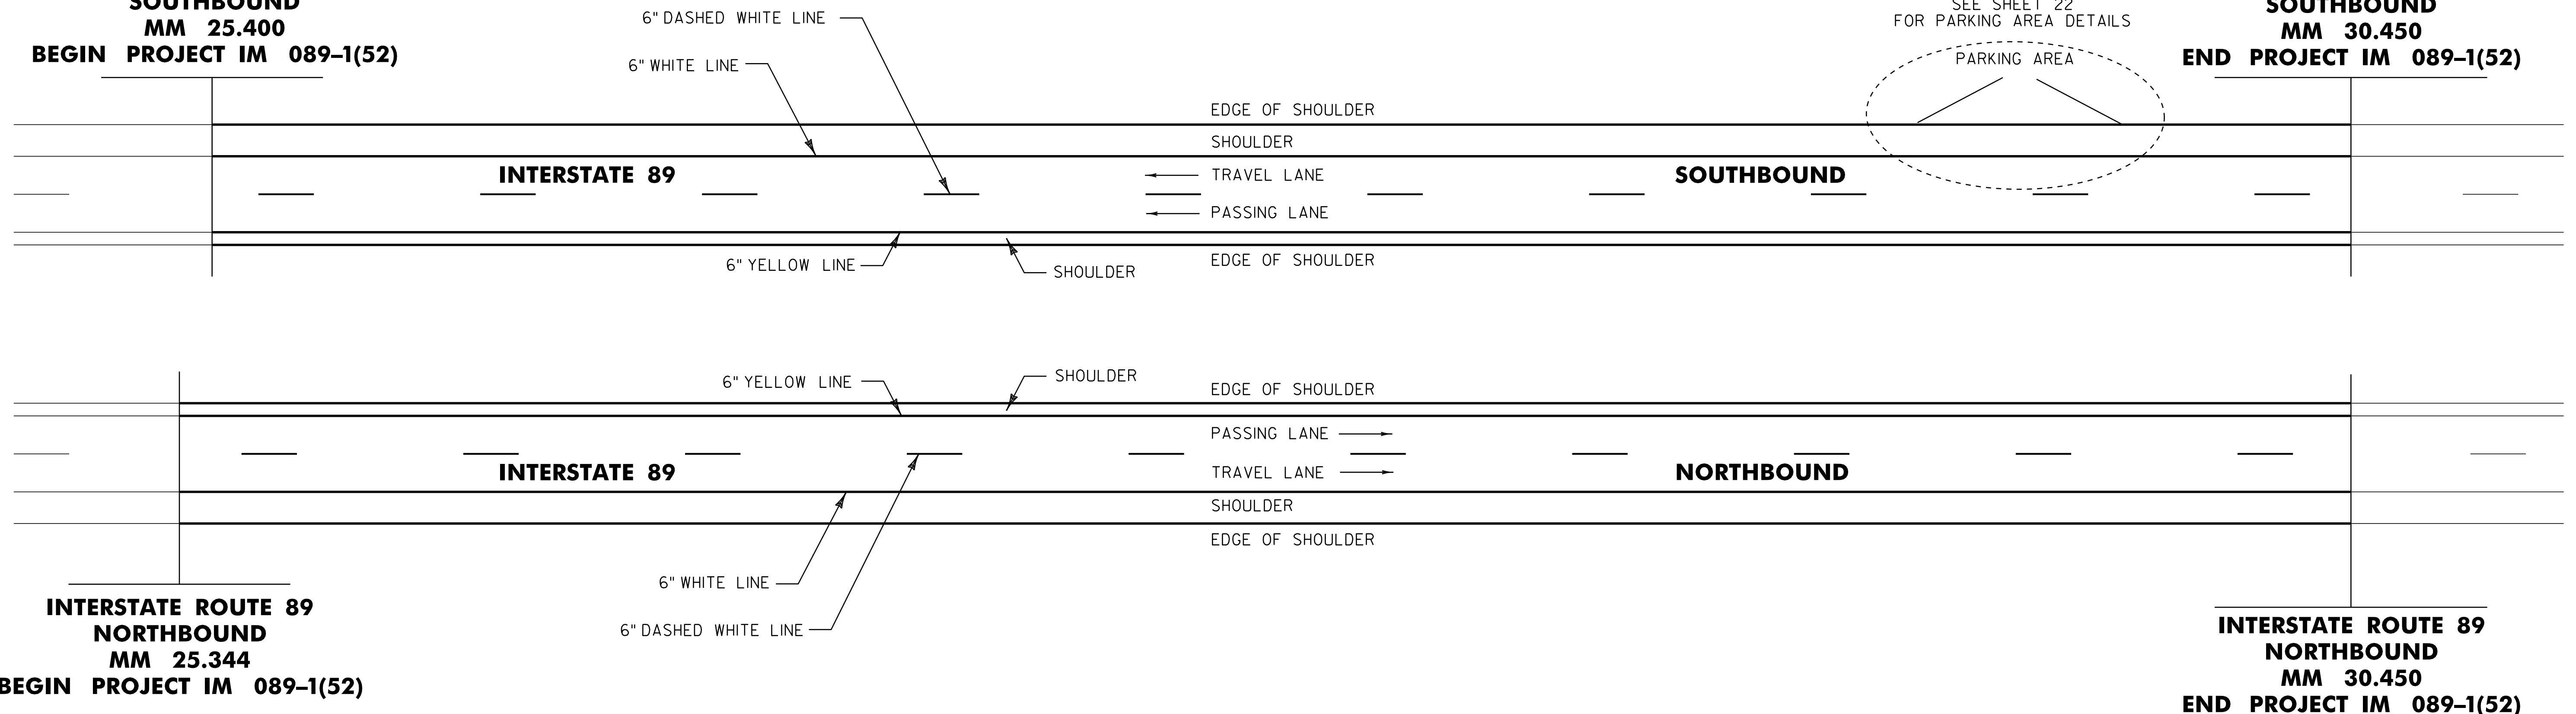 SOUTHBOUND
MM 25.400
BEGIN PROJECT IM 089–1(52)
6" DASHED WHITE LINE
6" WHITE LINE
SEE SHEET 22
FOR PARKING AREA DETAILS
PARKING AREA
SOUTHBOUND
MM 30.450
END PROJECT IM 089–1(52)
EDGE OF SHOULDER
SHOULDER
INTERSTATE 89
TRAVEL LANE
SOUTHBOUND
PASSING LANE
6" YELLOW LINE
SHOULDER
EDGE OF SHOULDER
6" YELLOW LINE
SHOULDER
EDGE OF SHOULDER
PASSING LANE
INTERSTATE 89
TRAVEL LANE
NORTHBOUND
SHOULDER
EDGE OF SHOULDER
6" WHITE LINE
6" DASHED WHITE LINE
INTERSTATE ROUTE 89
NORTHBOUND
MM 25.344
BEGIN PROJECT IM 089–1(52)
INTERSTATE ROUTE 89
NORTHBOUND
MM 30.450
END PROJECT IM 089–1(52)